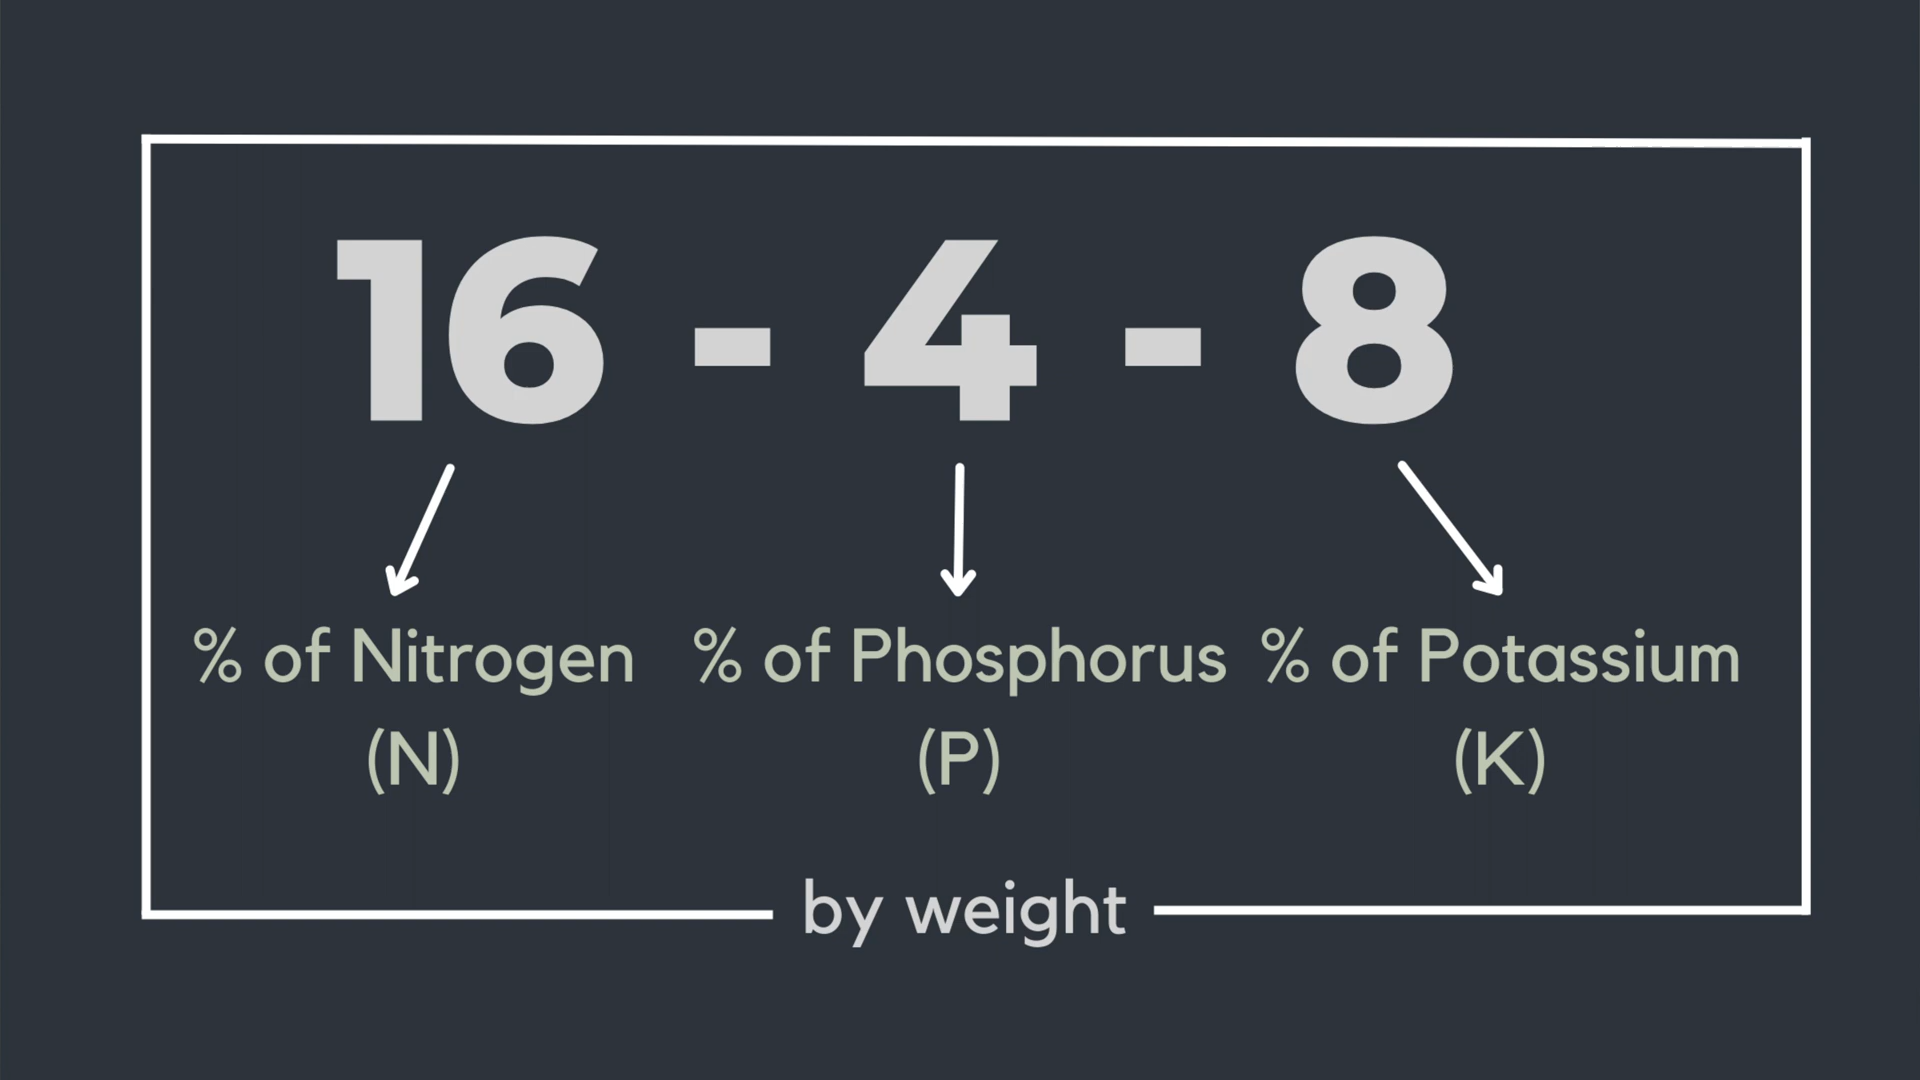 16 - 4 - 8
% of Nitrogen % of Phosphorus % of Potassium
(N) (P) (K)
by weight